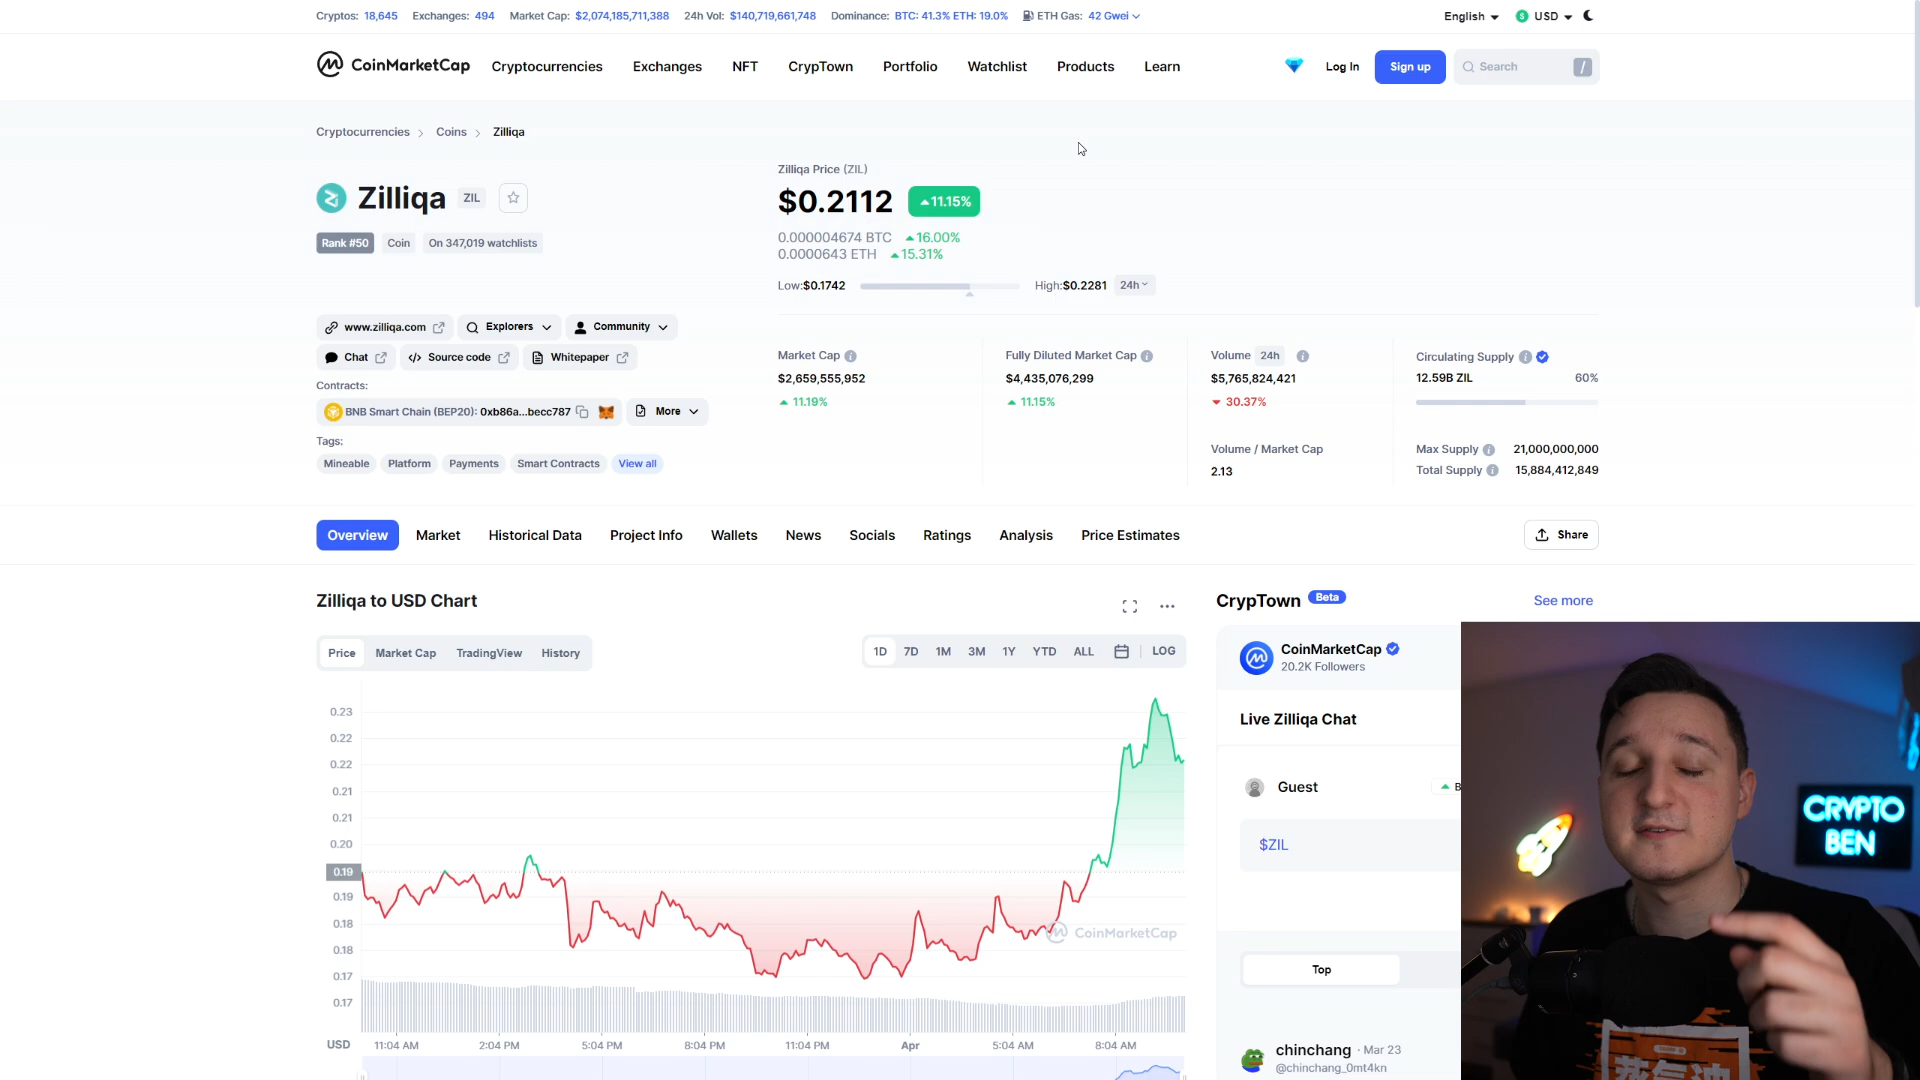 Cryptos: 18,645 Exchanges: 494 Market Cap: $2,074,185,711,388 24h Vol: $140,719,661,748 Dominance: BTC: 41.3% ETH: 19.0% ETH Gas: 42 Gwei English USD
CoinMarketCap Cryptocurrencies Exchanges NFT CrypTown Portfolio Watchlist Products Learn Log In Sign up Search /
Cryptocurrencies Coins Zilliqa
Zilliqa ZIL
Rank #50 Coin On 347,019 watchlists
Zilliqa Price (ZIL)
$0.2112 11.15%
0.000004674 BTC 16.00%
0.0000643 ETH 15.31%
Low:$0.1742 High:$0.2281 24h
www.zilliqa.com Explorers Community
Chat Source code Whitepaper
Contracts:
BNB Smart Chain (BEP20): 0xb86a...becc787 More
Tags:
Mineable Platform Payments Smart Contracts View all
Market Cap
$2,659,555,952
11.19%
Fully Diluted Market Cap
$4,435,076,299
11.15%
Volume 24h
$5,765,824,421
30.37%
Volume / Market Cap
2.13
Circulating Supply
12.59B ZIL 60%
Max Supply 21,000,000,000
Total Supply 15,884,412,849
Overview Market Historical Data Project Info Wallets News Socials Ratings Analysis Price Estimates Share
Zilliqa to USD Chart
Price Market Cap TradingView History
1D 7D 1M 3M 1Y YTD ALL LOG
0.23
0.22
0.22
0.21
0.21
0.20
0.19
0.19
0.18
0.18
0.17
0.17
CoinMarketCap
USD 11:04 AM 2:04 PM 5:04 PM 8:04 PM 11:04 PM Apr 5:04 AM 8:04 AM
CrypTown Beta See more
CoinMarketCap
20.2K Followers
Live Zilliqa Chat
Guest B
$ZIL
Top
chinchang · Mar 23
@chinchang_0mt4kn
CRYPTO
BEN